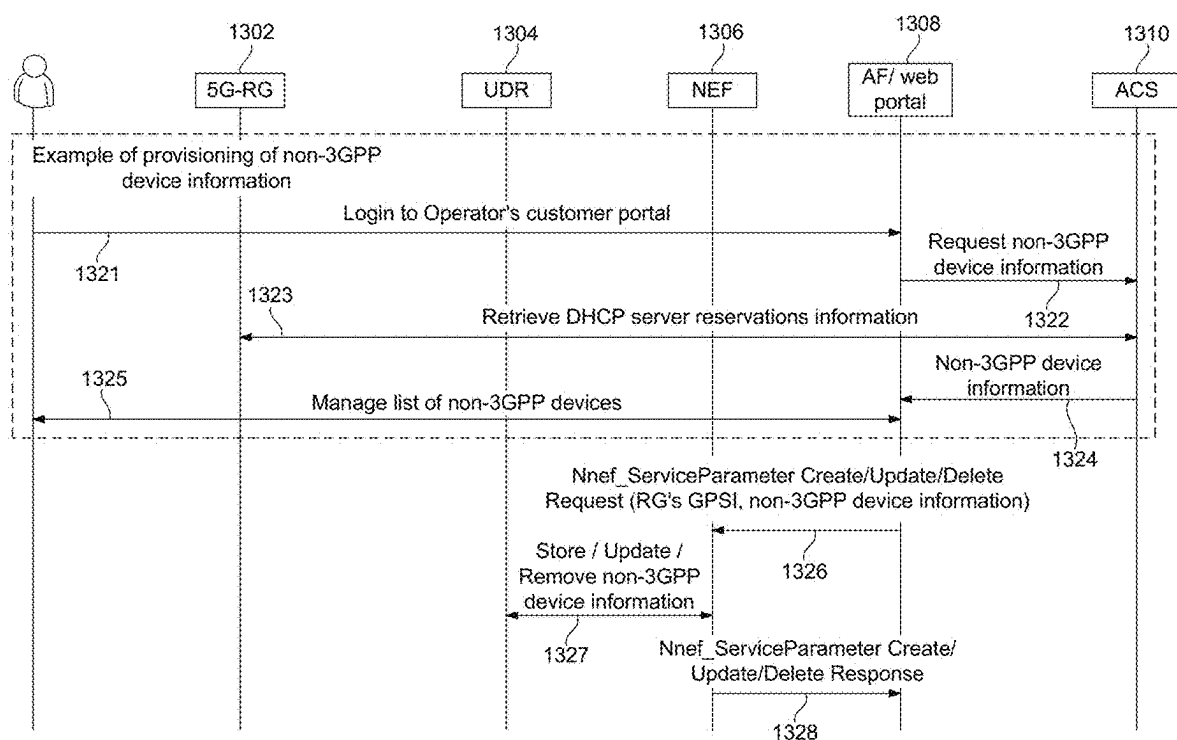 1302
1304
1306
1308
1310
5G-RG
UDR
NEF
AF/ web
portal
ACS
Example of provisioning of non-3GPP
device information
Login to Operator's customer portal
1321
Request non-3GPP
device information
1322
1323
Retrieve DHCP server reservations information
Non-3GPP device
information
1324
1325
Manage list of non-3GPP devices
Nnef_ServiceParameter Create/Update/Delete
Request (RG's GPSI, non-3GPP device information)
1326
Store / Update /
Remove non-3GPP
device information
1327
Nnef_ServiceParameter Create/
Update/Delete Response
1328